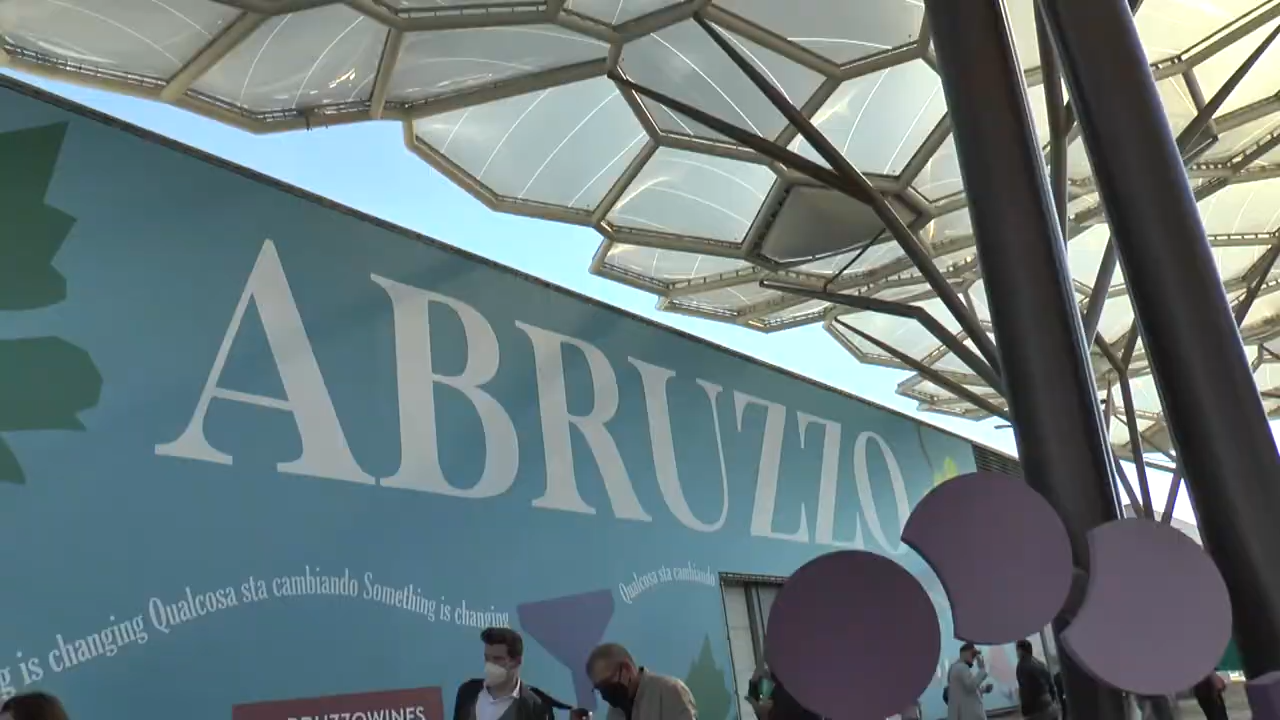 ABRUZZO
is changing Qualcosa sta cambiando Something is changing
Qualcosa sta cambiando